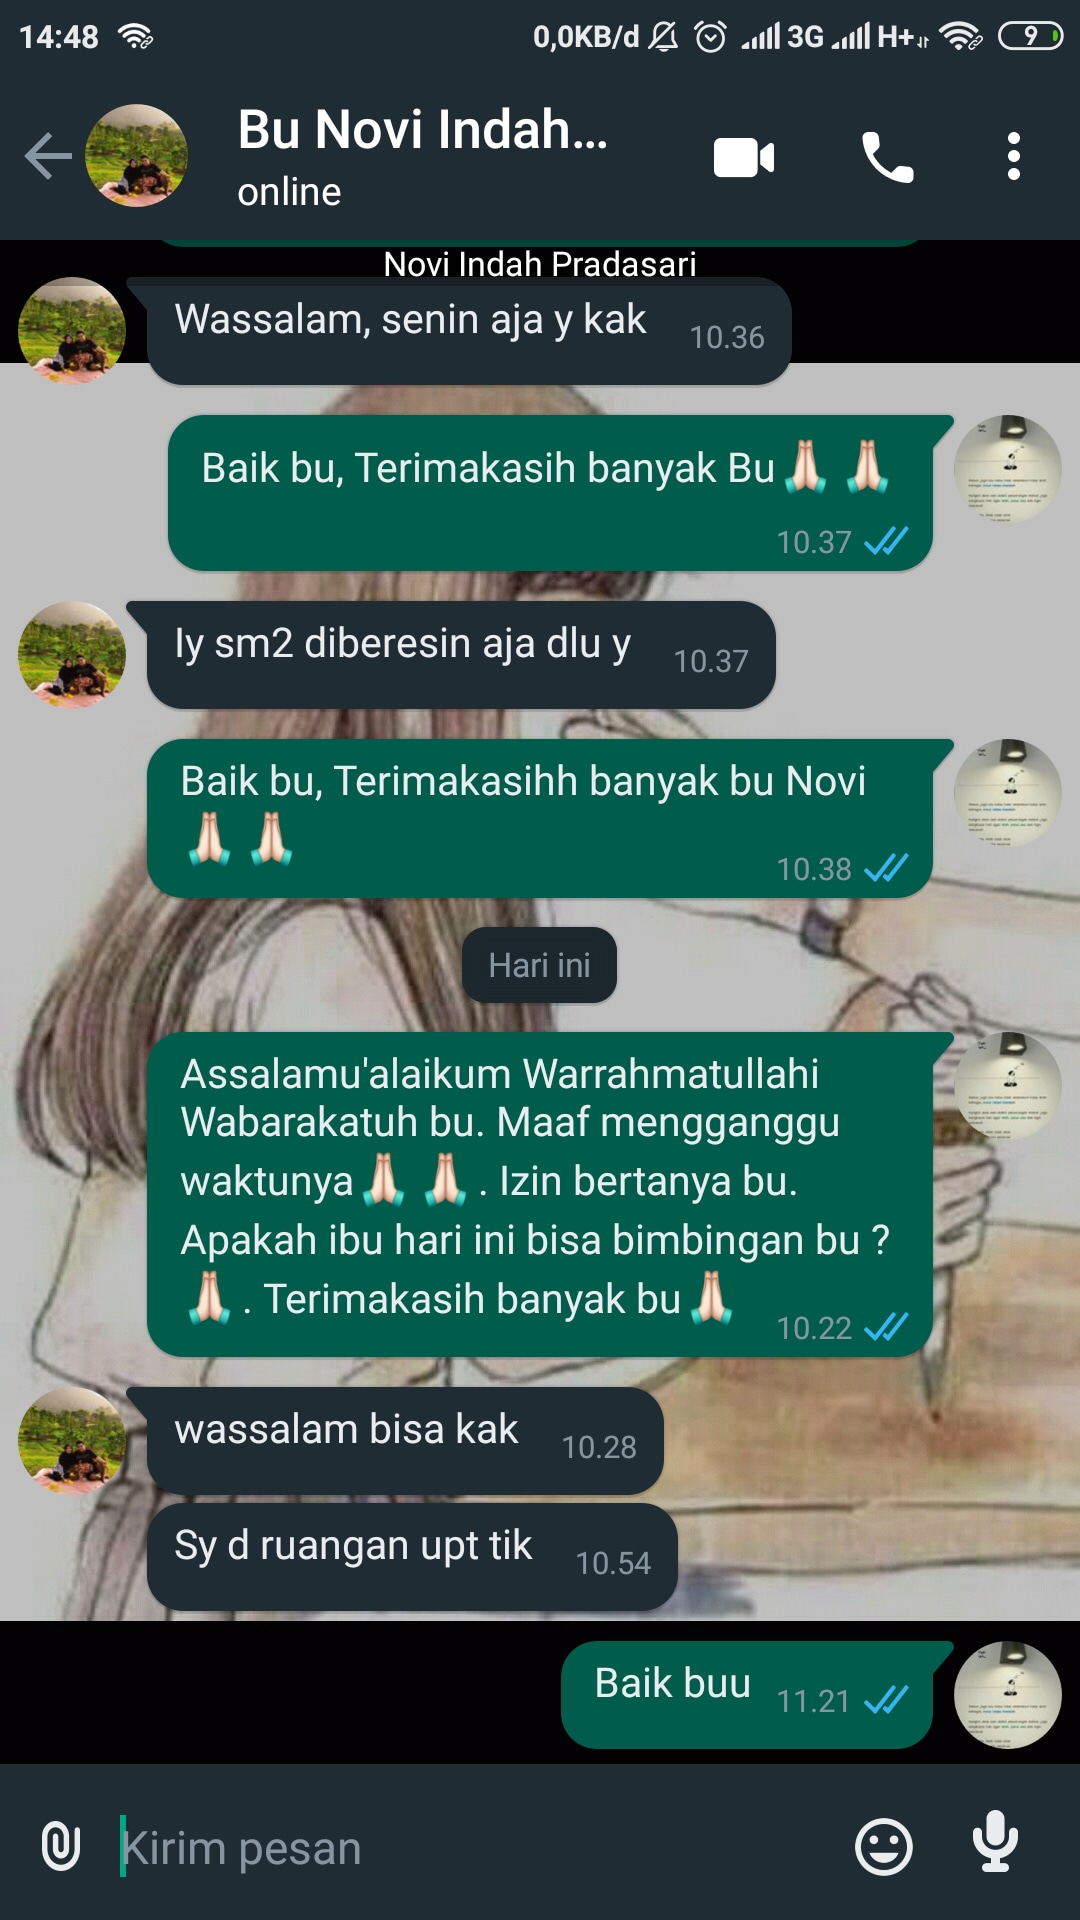 14:48 0,0KB/d 3G H+ 9
Bu Novi Indah...
online
Novi Indah Pradasari
Wassalam, senin aja y kak 10.36
Baik bu, Terimakasih banyak Bu🙏🏻 🙏🏻
10.37
Iy sm2 diberesin aja dlu y 10.37
Baik bu, Terimakasihh banyak bu Novi
🙏🏻 🙏🏻
10.38
Hari ini
Assalamu'alaikum Warrahmatullahi
Wabarakatuh bu. Maaf mengganggu
waktunya🙏🏻 🙏🏻 . Izin bertanya bu.
Apakah ibu hari ini bisa bimbingan bu ?
🙏🏻 . Terimakasih banyak bu🙏🏻 10.22
wassalam bisa kak 10.28
Sy d ruangan upt tik 10.54
Baik buu 11.21
Kirim pesan